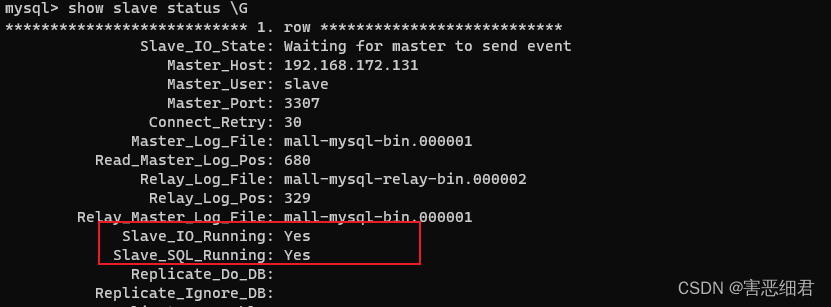 mysql> show slave status \G
*************************** 1. row ***************************
Slave_IO_State: Waiting for master to send event
Master_Host: 192.168.172.131
Master_User: slave
Master_Port: 3307
Connect_Retry: 30
Master_Log_File: mall-mysql-bin.000001
Read_Master_Log_Pos: 680
Relay_Log_File: mall-mysql-relay-bin.000002
Relay_Log_Pos: 329
Relay_Master_Log_File: mall-mysql-bin.000001
Slave_IO_Running: Yes
Slave_SQL_Running: Yes
Replicate_Do_DB:
Replicate_Ignore_DB:
CSDN @害恶细君